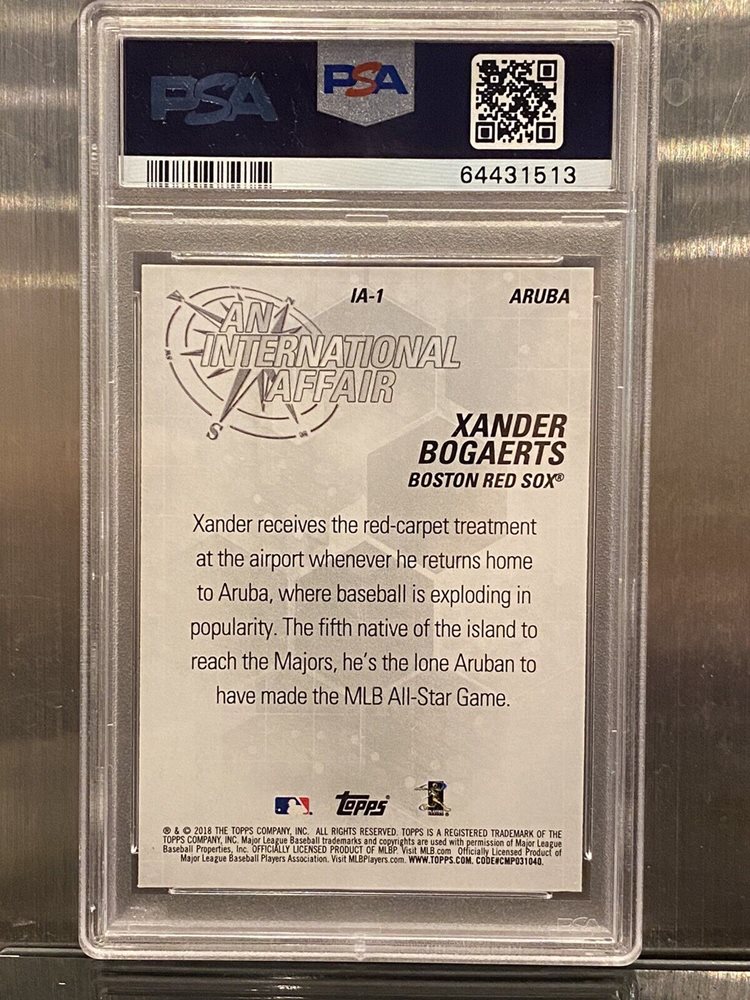 PSA PSA
64431513
IA-1 ARUBA
AN
INTERNATIONAL
AFFAIR
N
S
XANDER
BOGAERTS
BOSTON RED SOX®
Xander receives the red-carpet treatment
at the airport whenever he returns home
to Aruba, where baseball is exploding in
popularity. The fifth native of the island to
reach the Majors, he's the lone Aruban to
have made the MLB All-Star Game.
Topps
® & © 2018 THE TOPPS COMPANY, INC. ALL RIGHTS RESERVED. TOPPS IS A REGISTERED TRADEMARK OF THE
TOPPS COMPANY, INC. Major League Baseball trademarks and copyrights are used with permission of Major League
Baseball Properties, Inc. OFFICIALLY LICENSED PRODUCT OF MLBP. Visit MLB.com Officially Licensed Product of
Major League Baseball Players Association. Visit MLBPlayers.com. WWW.TOPPS.COM. CODE#CMP031040.
PSA